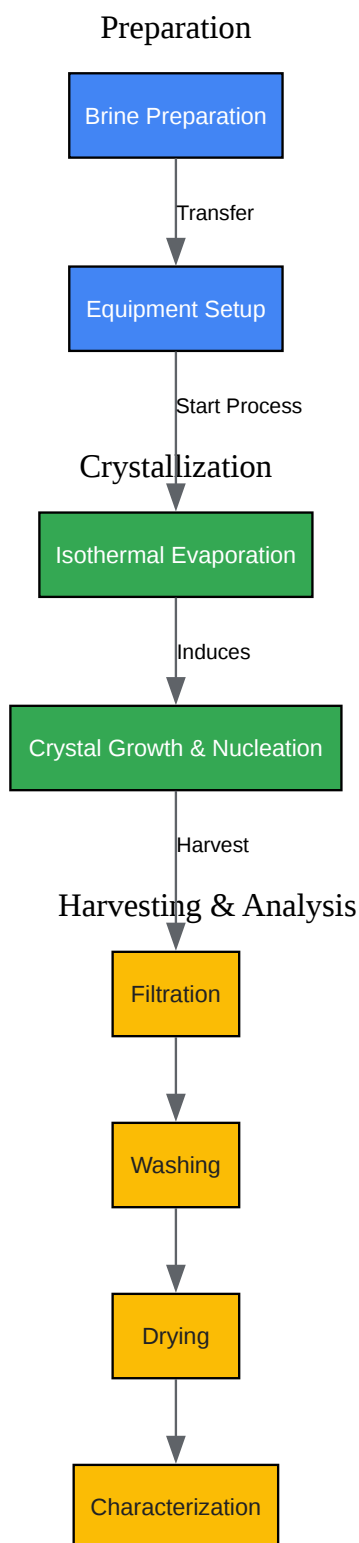 Preparation
Brine Preparation
Transfer
Equipment Setup
Start Process
Crystallization
Isothermal Evaporation
Induces
Crystal Growth & Nucleation
Harvest
Harvesting & Analysis
Filtration
Washing
Drying
Characterization